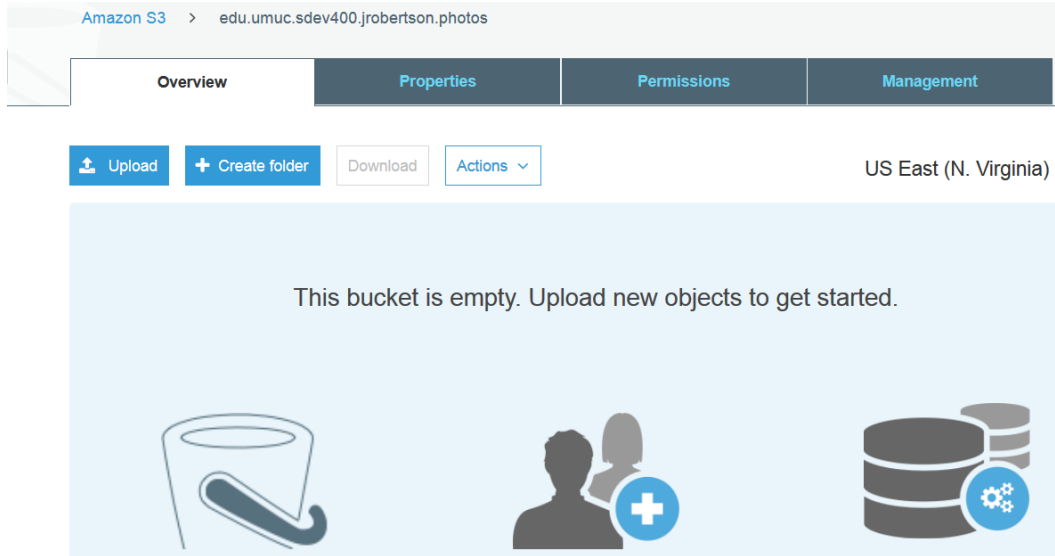 Amazon S3 > edu.umuc.sdev400.jrobertson.photos
Overview Properties Permissions Management
Upload + Create folder Download Actions US East (N. Virginia)
This bucket is empty. Upload new objects to get started.